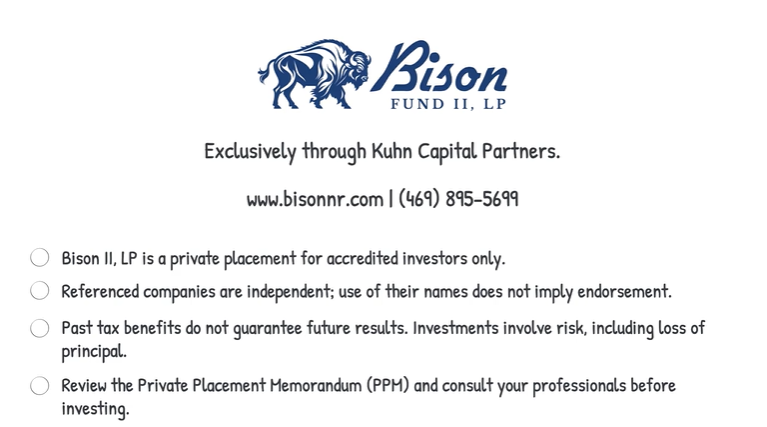 Bison
FUND II, LP
Exclusively through Kuhn Capital Partners.
www.bisonnr.com | (469) 895-5699
Bison II, LP is a private placement for accredited investors only.
Referenced companies are independent; use of their names does not imply endorsement.
Past tax benefits do not guarantee future results. Investments involve risk, including loss of
principal.
Review the Private Placement Memorandum (PPM) and consult your professionals before
investing.